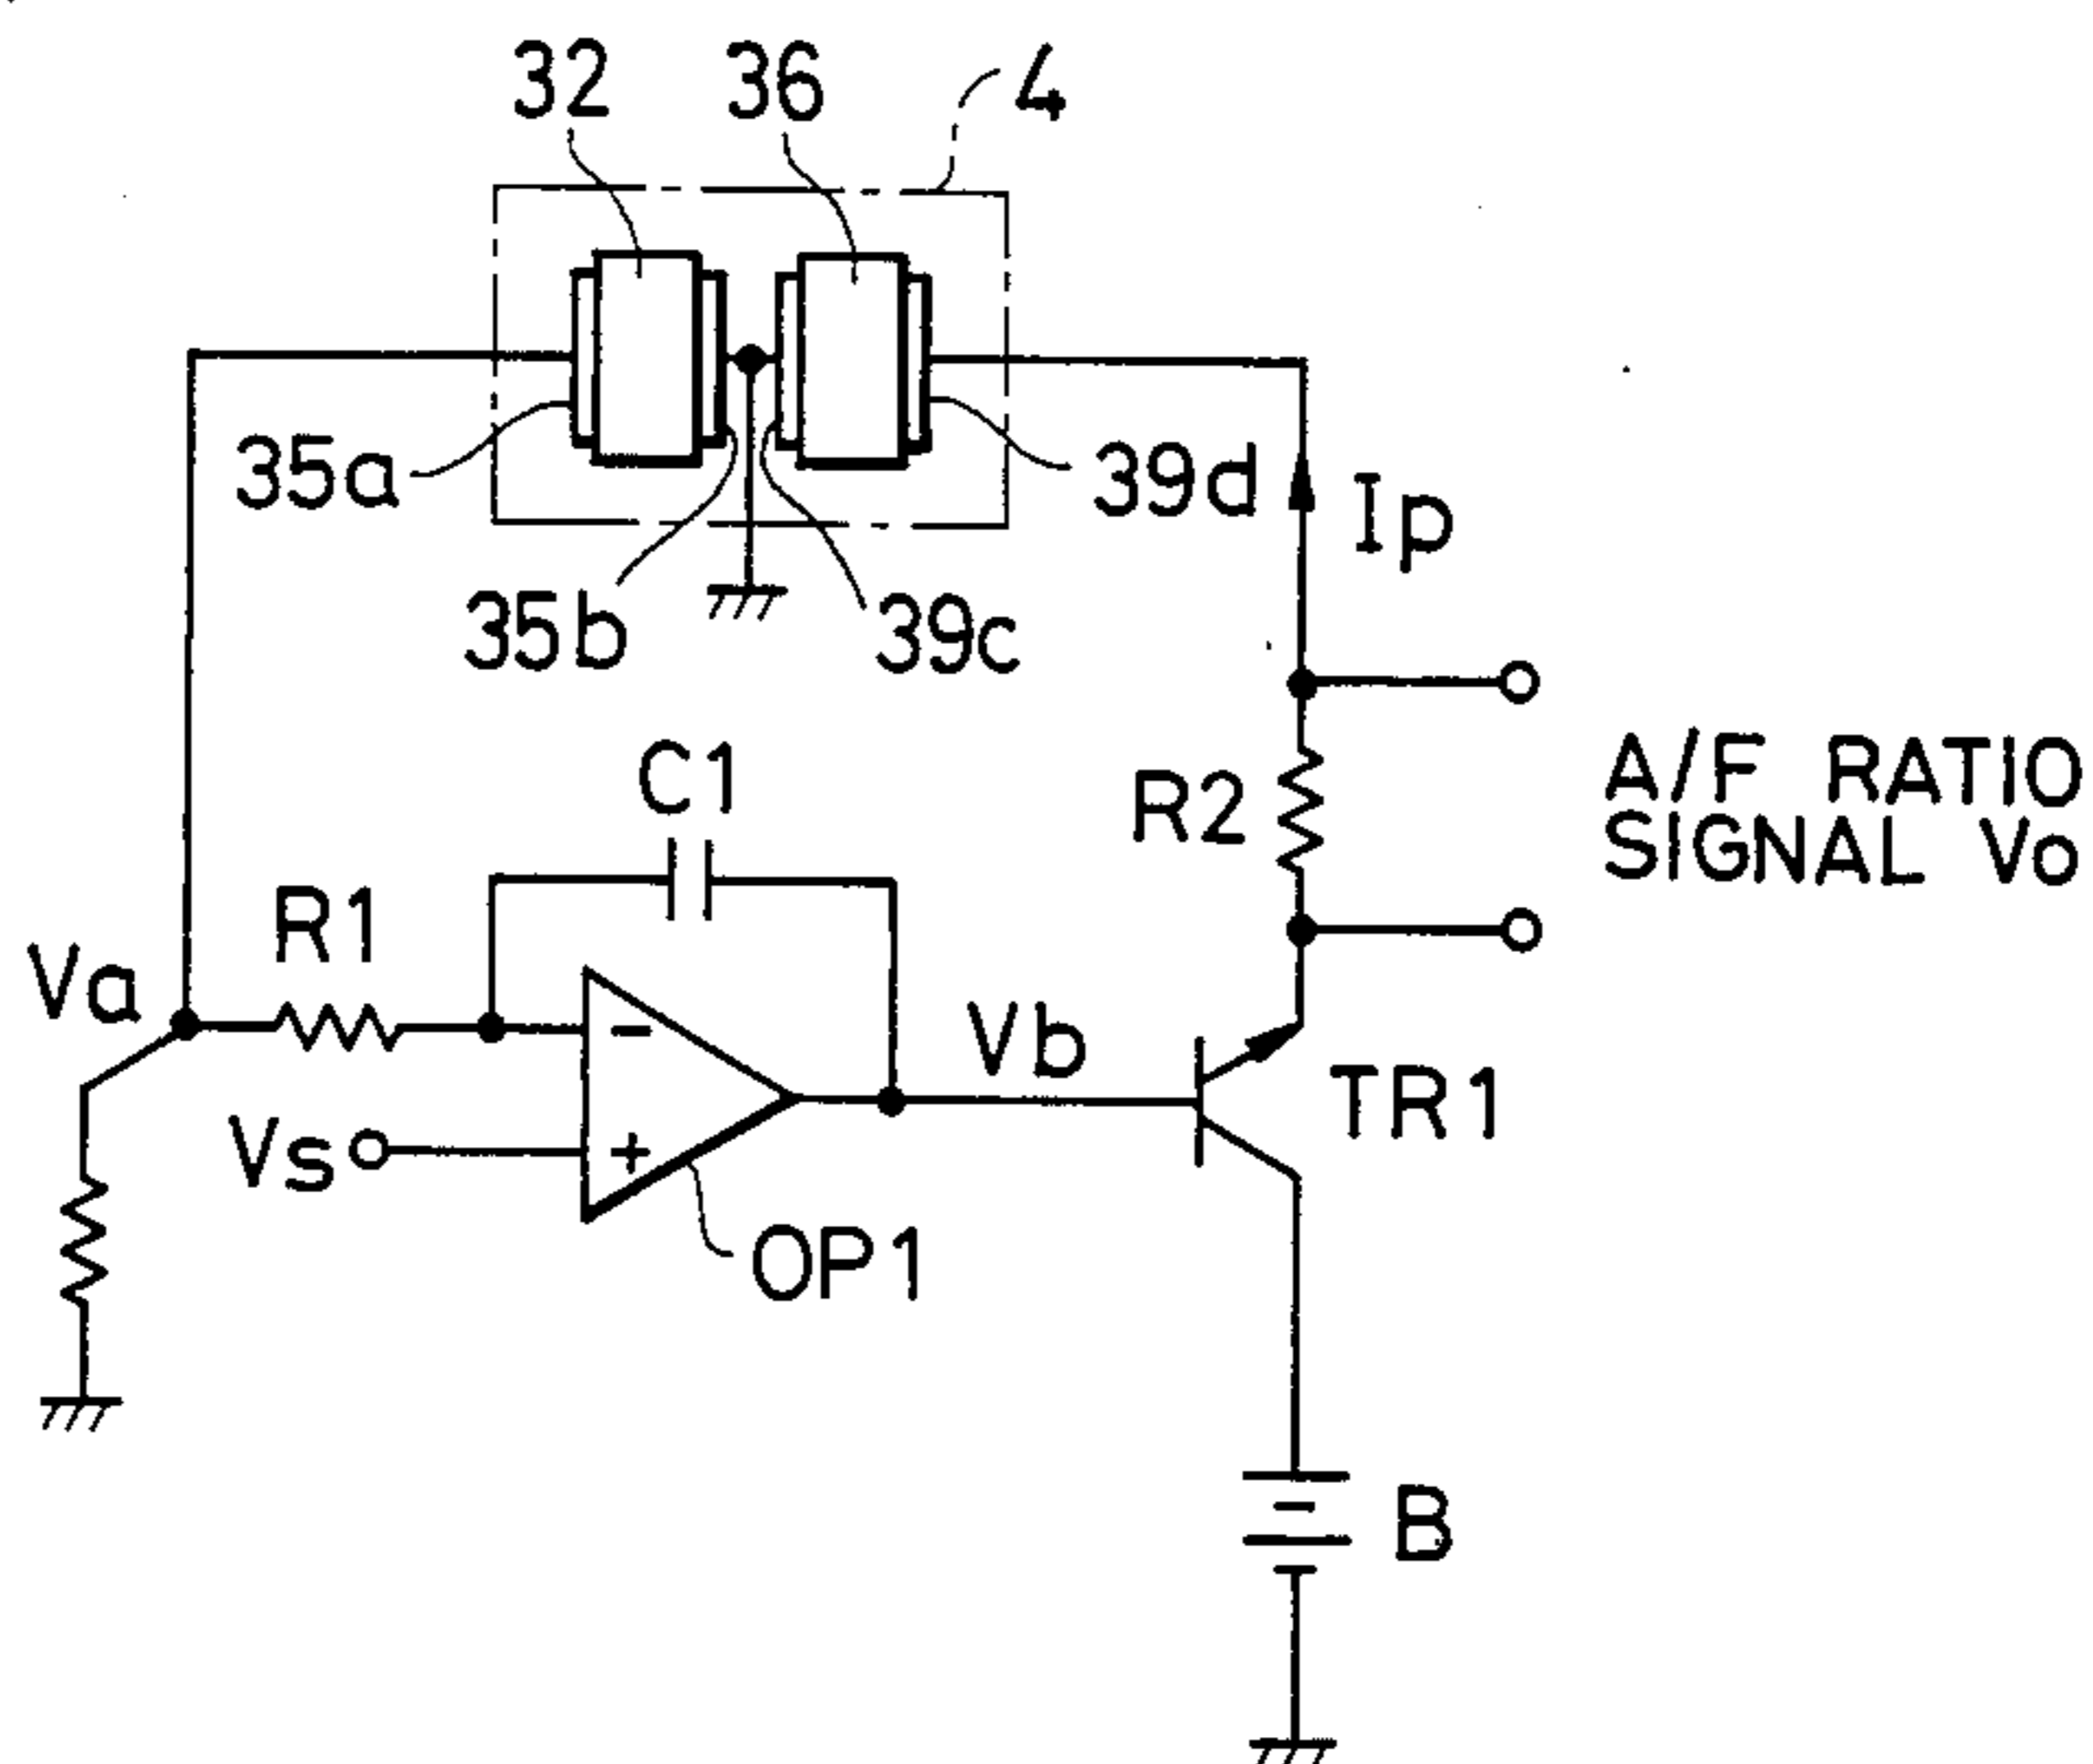 32
36
4
35a
39d
Ip
35b
39c
C1
R2
A/F RATIO
SIGNAL Vo
R1
Va
Vb
TR1
Vs
-
+
OP1
B